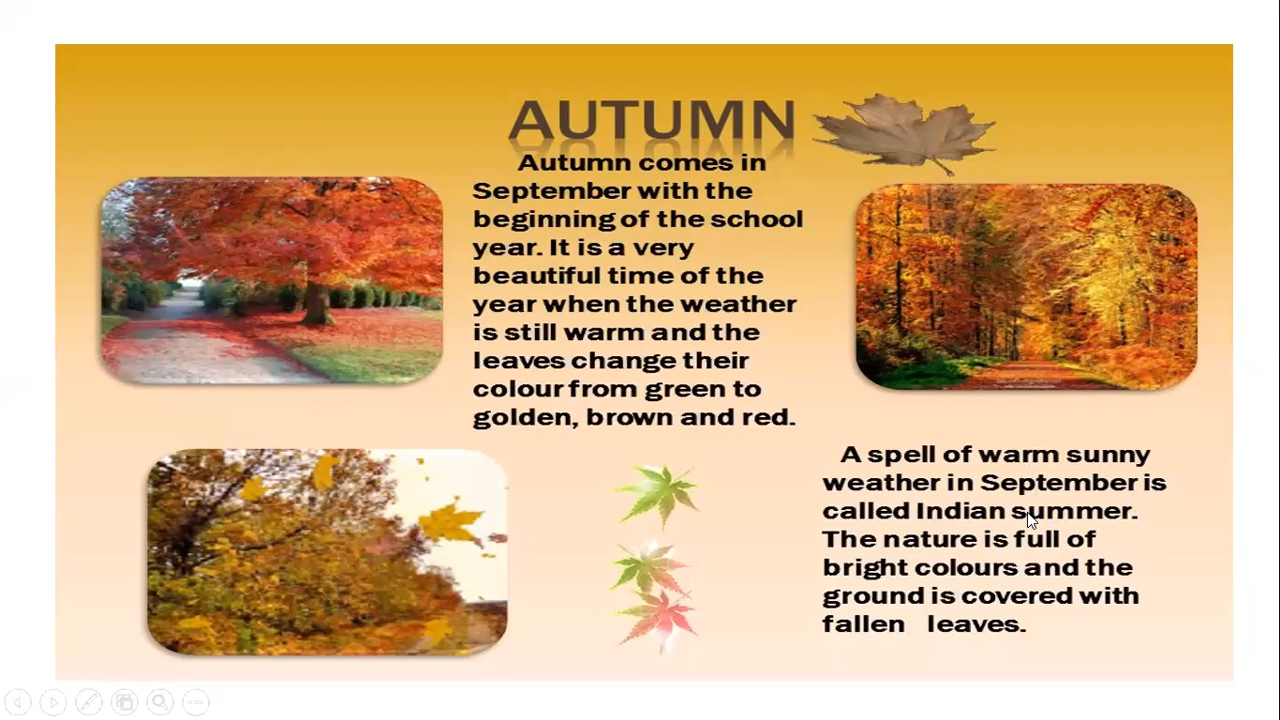 AUTUMN
Autumn comes in
September with the
beginning of the school
year. It is a very
beautiful time of the
year when the weather
is still warm and the
leaves change their
colour from green to
golden, brown and red.
A spell of warm sunny
weather in September is
called Indian summer.
The nature is full of
bright colours and the
ground is covered with
fallen leaves.